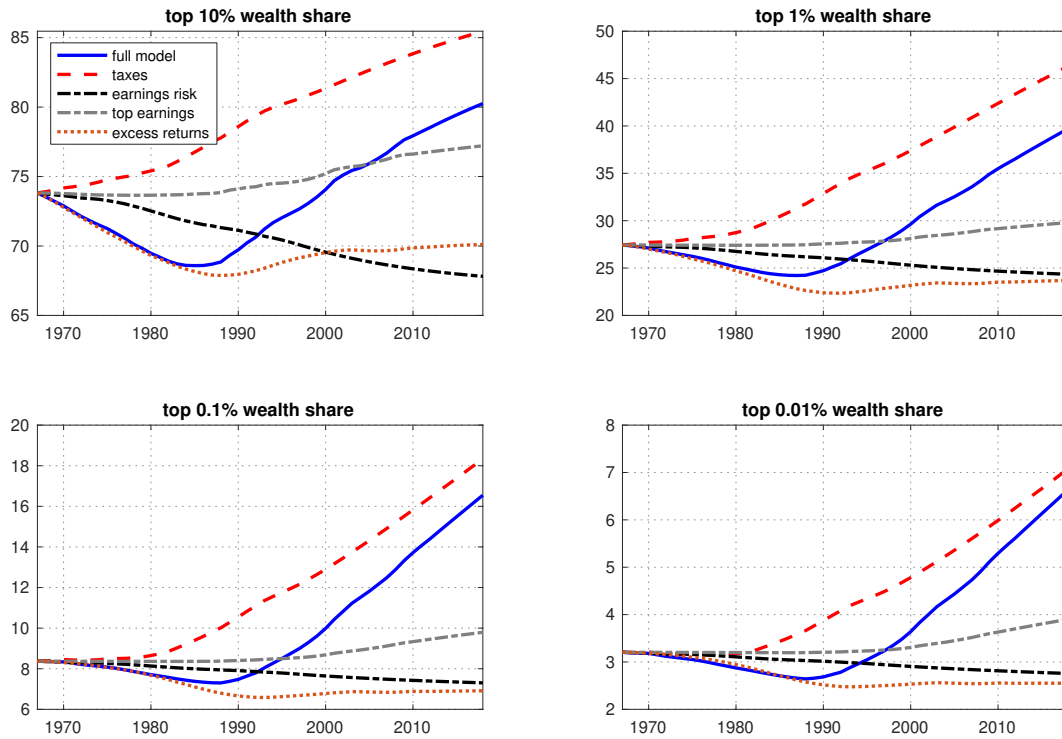 top 10% wealth share
85
80
75
70
65
1970 1980 1990 2000 2010
full model
taxes
earnings risk
top earnings
excess returns
top 1% wealth share
50
45
40
35
30
25
20
1970 1980 1990 2000 2010
top 0.1% wealth share
20
18
16
14
12
10
8
6
1970 1980 1990 2000 2010
top 0.01% wealth share
8
7
6
5
4
3
2
1970 1980 1990 2000 2010